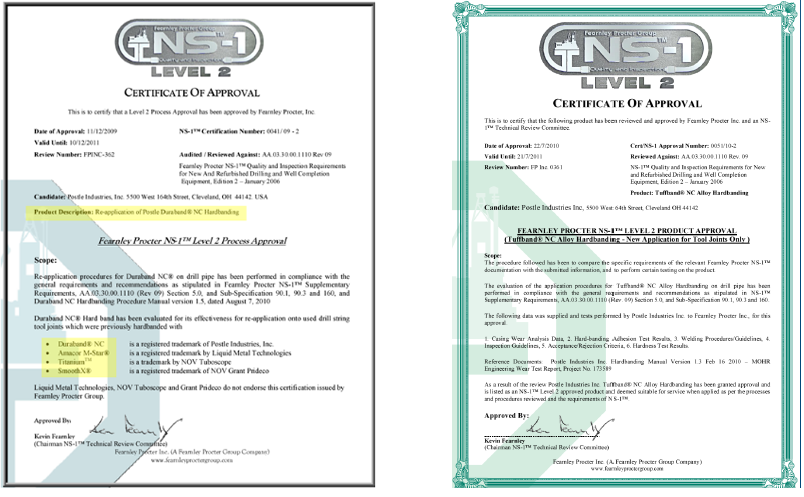 Fearnley Procter Group
NS-1™
Quality and Inspection
LEVEL 2
CERTIFICATE OF APPROVAL
This is to certify that a Level 2 Process Approval has been approved by Fearnley Procter, Inc.
Date of Approval: 11/12/2009
NS-1™ Certification Number: 0041/09 - 2
Valid Until: 10/12/2011
Review Number: FPINC-362
Audited / Reviewed Against: AA.03.30.00.1110 Rev 09
Fearnley Procter NS-1™ Quality and Inspection Requirements
for New And Refurbished Drilling and Well Completion
Equipment, Edition 2 – January 2006
Candidate: Postle Industries, Inc. 5500 West 164th Street, Cleveland, OH 44142. USA
Product Description: Re-application of Postle Duraband® NC Hardbanding
Fearnley Procter NS-1™ Level 2 Process Approval
Scope:
Re-application procedures for Duraband NC® on drill pipe has been performed in compliance with the
general requirements and recommendations as stipulated in Fearnley Procter NS-1™ Supplementary
Requirements, AA.03.30.00.1110 (Rev 09) Section 5.0, and Sub-Specification 90.1, 90.3 and 160, and
Duraband NC® Hardbanding Procedure Manual version 1.5, dated August 7, 2010
Duraband NC® Hard band has been evaluated for its effectiveness for re-application onto used drill string
tool joints which were previously hardbanded with
• Duraband® NC is a registered trademark of Postle Industries, Inc.
• Amacor M-Star® is a registered trademark by Liquid Metal Technologies
• Titanium™ is a trademark by NOV Tuboscope
• SmoothX® is a registered trademark of NOV Grant Prideco
Liquid Metal Technologies, NOV Tuboscope and Grant Prideco do not endorse this certification issued by
Fearnley Procter Group.
Approved By:
Kevin Fearnley
(Chairman NS-1™ Technical Review Committee)
Fearnley Procter Inc. (A Fearnley Procter Group Company)
www.fearnleyproctergroup.com
Fearnley Procter Group
NS-1™
Quality and Inspection
LEVEL 2
CERTIFICATE OF APPROVAL
This is to certify that the following product has been reviewed and approved by Fearnley Procter Inc. and an NS-
1™ Technical Review Committee.
Date of Approval: 22/7/2010
Cert/NS-1 Approval Number: 0051/10-2
Valid Until: 21/7/2011
Reviewed Against: AA.03.30.00.1110 Rev. 09
Review Number: FP Inc 0361
NS-1™ Quality and Inspection Requirements for New
and Refurbished Drilling and Well Completion
Equipment, Edition 2 – January 2006
Product: Tuffband® NC Alloy Hardbanding
Candidate: Postle Industries Inc, 5500 West 64th Street, Cleveland OH 44142
FEARNLEY PROCTER NS-1™ LEVEL 2 PRODUCT APPROVAL
(Tuffband® NC Alloy Hardbanding - New Application for Tool Joints Only )
Scope:
The procedure followed has been to compare the specific requirements of the relevant Fearnley Procter NS-1™
documentation with the submitted information, and to perform certain testing on the product
The evaluation of the application procedures for Tuffband® NC Alloy Hardbanding on drill pipe has been
performed in compliance with the general requirements and recommendations as stipulated in NS-1™
Supplementary Requirements, AA.03.30.00.1110 (Rev 09) Section 5.0, and Sub-Specification 90.1, 90.3 and 160.
The following data was supplied and tests performed by Postle Industries Inc. to Fearnley Procter Inc, for this
approval.
1. Casing Wear Analysis Data, 2. Hard-banding Adhesion Test Results, 3. Welding Procedures/Guidelines, 4.
Inspection Guidelines, 5. Acceptance/Rejection Criteria, 6. Hardness Test Results.
Reference Documents: Postle Industries Inc. Hardbanding Manual Version 1.3 Feb 16 2010 – MOHR
Engineering Wear Test Report, Project No. 173589
As a result of the review Postle Industries Inc. Tuffband® NC Alloy Hardbanding has been granted approval and
is listed as an NS-1™ Level 2 approved product and deemed suitable for service when applied as per the processes
and procedures reviewed and the requirements of NS-1™.
Approved By:
Kevin Fearnley
(Chairman NS-1™ Technical Review Committee)
Fearnley Procter Inc. (A. Fearnley Procter Group Company)
www.fearnleyproctergroup.com